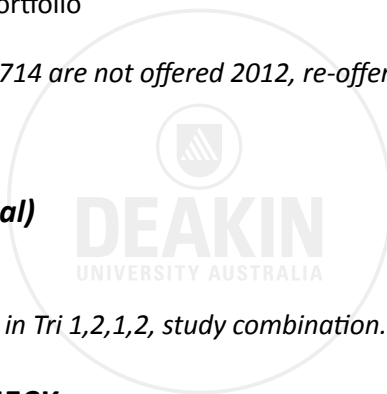 ortfolio
714 are not offered 2012, re-offer
al)
DEAKIN
UNIVERSITY AUSTRALIA
in Tri 1,2,1,2, study combination.